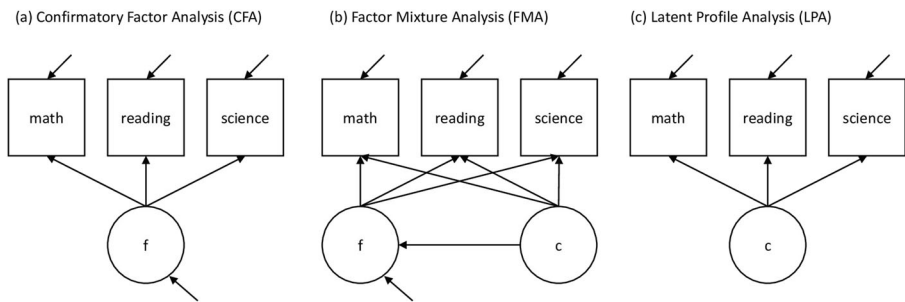 (a) Confirmatory Factor Analysis (CFA)
math
reading
science
f
(b) Factor Mixture Analysis (FMA)
math
reading
science
f
c
(c) Latent Profile Analysis (LPA)
math
reading
science
c